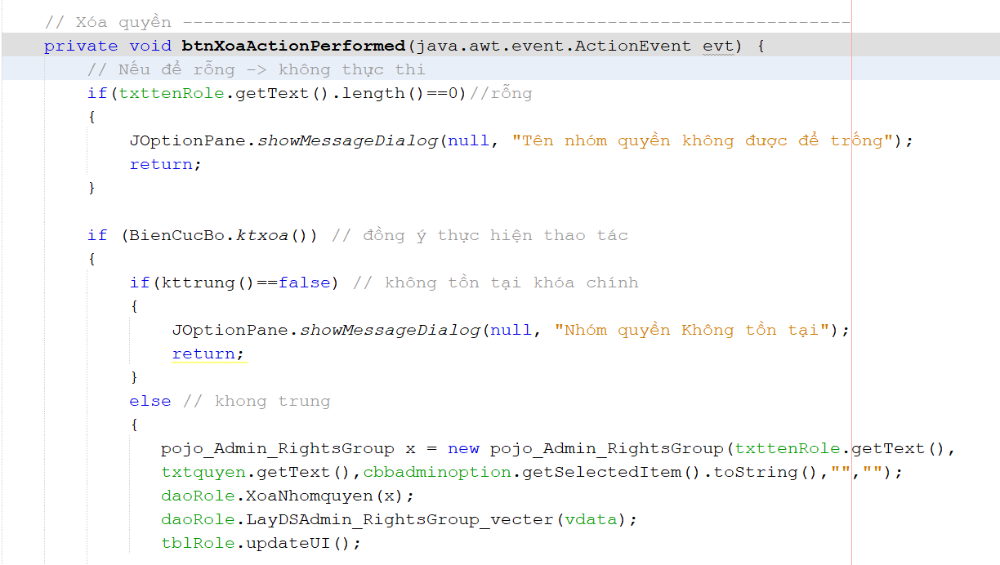 // Xóa quyền ---------------------------------------------------------------
private void btnXoaActionPerformed(java.awt.event.ActionEvent evt) {
// Nếu để rỗng -> không thực thi
if(txttenRole.getText().length()==0)//rỗng
{
JOptionPane.showMessageDialog(null, "Tên nhóm quyền không được để trống");
return;
}
if (BienCucBo.ktxoa()) // đồng ý thực hiện thao tác
{
if(kttrung()==false) // không tồn tại khóa chính
{
JOptionPane.showMessageDialog(null, "Nhóm quyền Không tồn tại");
return;
}
else // khong trung
{
pojo_Admin_RightsGroup x = new pojo_Admin_RightsGroup(txttenRole.getText(),
txtquyen.getText(),cbbadminoption.getSelectedItem().toString(),"","");
daoRole.XoaNhomquyen(x);
daoRole.LayDSAdmin_RightsGroup_vecter(vdata);
tblRole.updateUI();